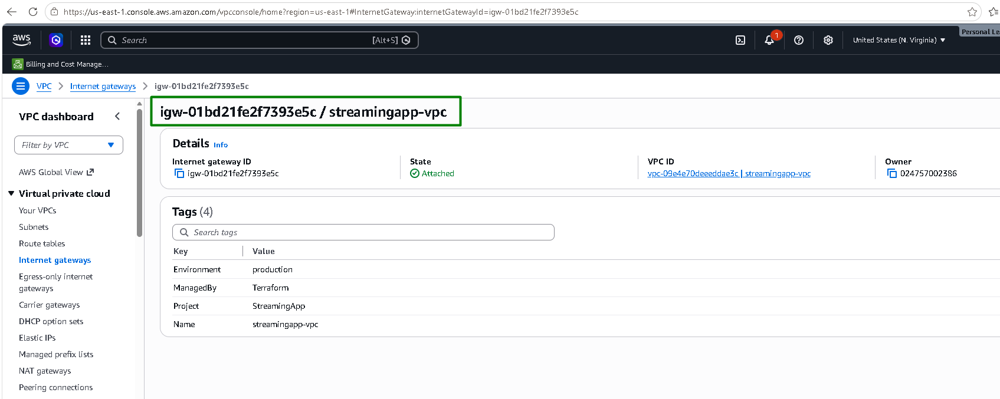 https://us-east-1.console.aws.amazon.com/vpcconsole/home?region=us-east-1#InternetGateway:internetGatewayId=igw-01bd21fe2f7393e5c
aws
Search
[Alt+S]
1
United States (N. Virginia)
Personal Le
Billing and Cost Manage...
VPC > Internet gateways > igw-01bd21fe2f7393e5c
VPC dashboard
Filter by VPC
AWS Global View
Virtual private cloud
Your VPCs
Subnets
Route tables
Internet gateways
Egress-only internet
gateways
Carrier gateways
DHCP option sets
Elastic IPs
Managed prefix lists
NAT gateways
Peering connections
igw-01bd21fe2f7393e5c / streamingapp-vpc
Details Info
Internet gateway ID
igw-01bd21fe2f7393e5c
State
Attached
VPC ID
vpc-09e4e70deeeddae3c | streamingapp-vpc
Owner
024757002386
Tags (4)
Search tags
Key Value
Environment production
ManagedBy Terraform
Project StreamingApp
Name streamingapp-vpc